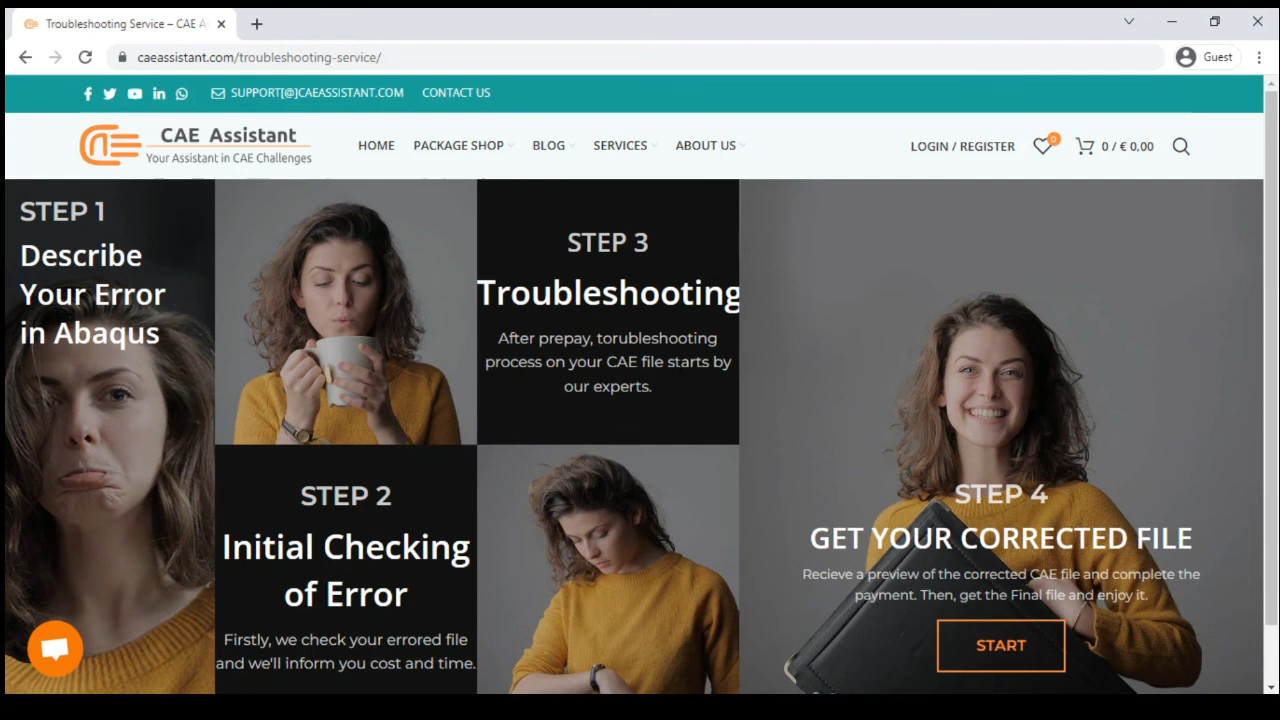 Troubleshooting Service – CAE A
caeassistant.com/troubleshooting-service/
Guest
SUPPORT[@]CAEASSISTANT.COM
CONTACT US
CAE Assistant
Your Assistant in CAE Challenges
HOME
PACKAGE SHOP
BLOG
SERVICES
ABOUT US
LOGIN / REGISTER
0
0 / € 0,00
STEP 1
Describe
Your Error
in Abaqus
STEP 2
Initial Checking
of Error
Firstly, we check your errored file
and we'll inform you cost and time.
STEP 3
Troubleshooting
After prepay, torubleshooting
process on your CAE file starts by
our experts.
STEP 4
GET YOUR CORRECTED FILE
Recieve a preview of the corrected CAE file and complete the
payment. Then, get the Final file and enjoy it.
START